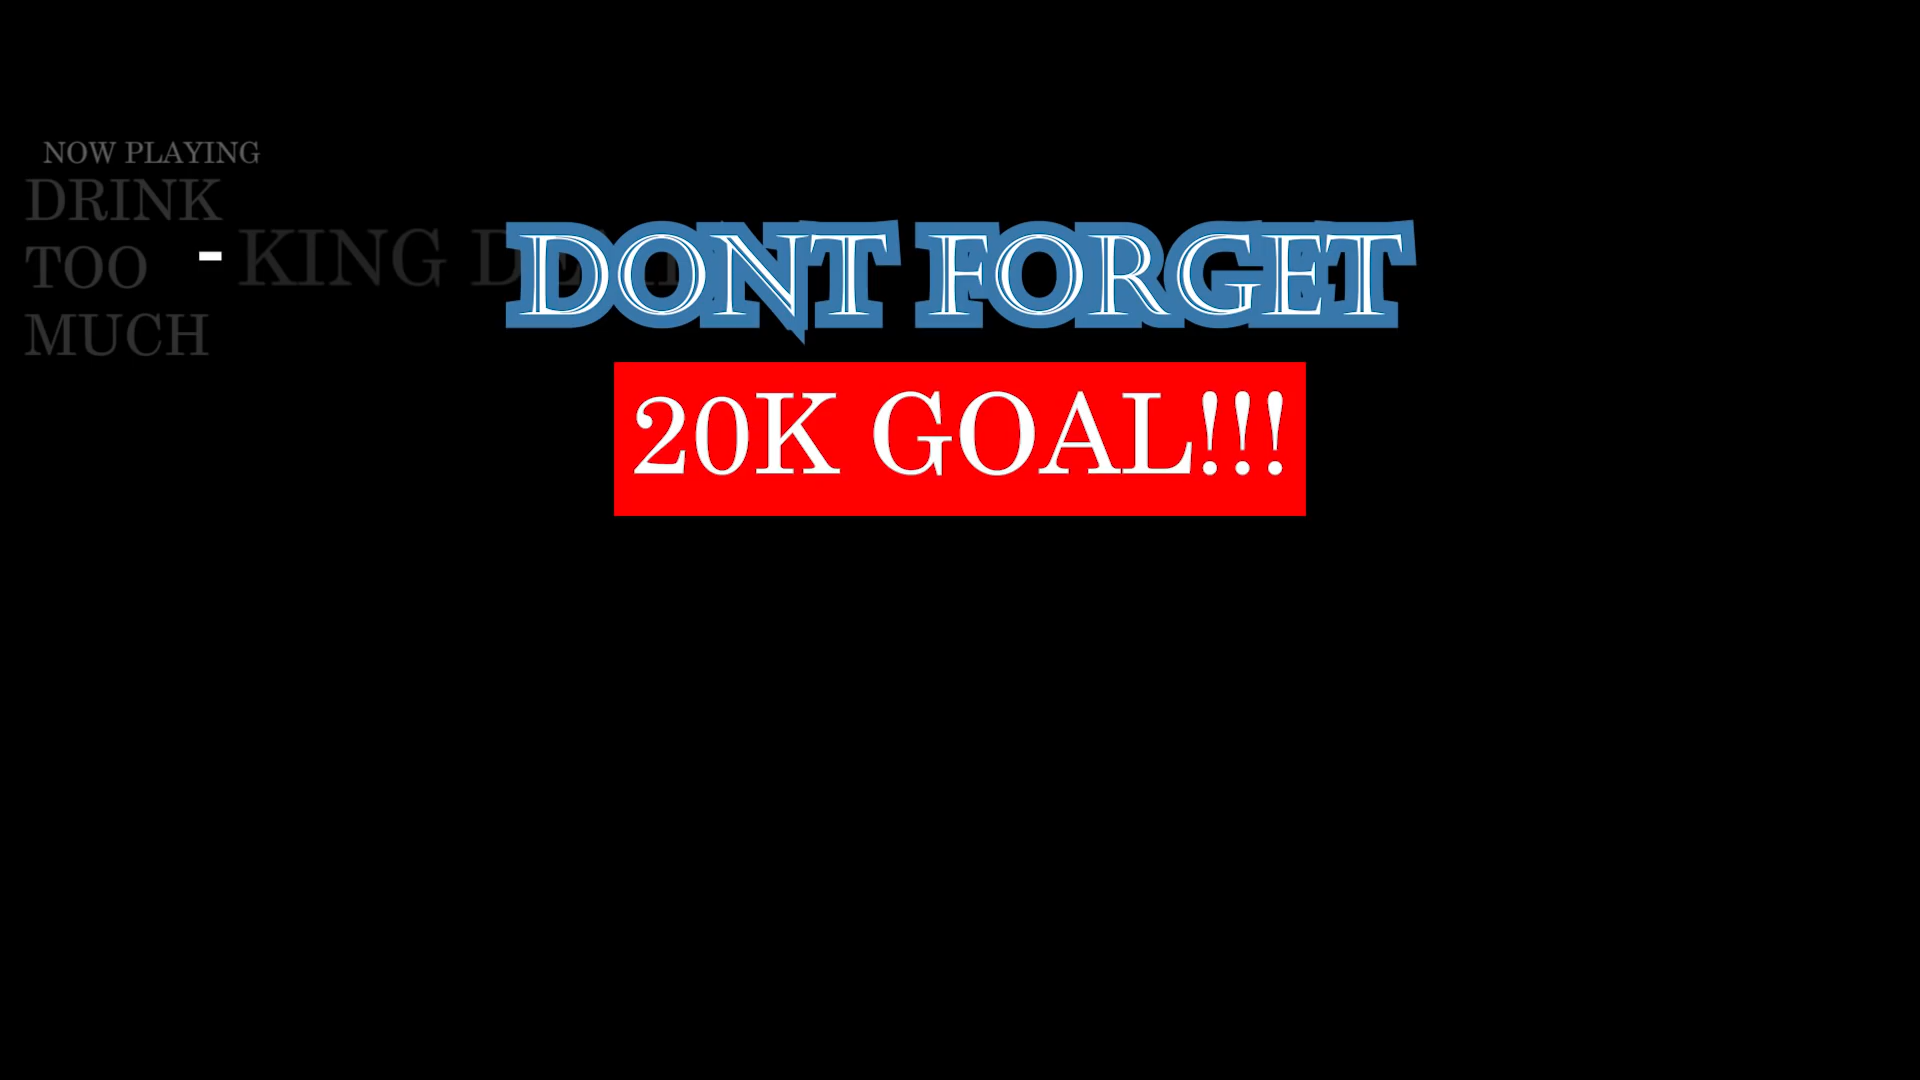 NOW PLAYING
DRINK
TOO
MUCH
- KING
DONT FORGET
20K GOAL!!!